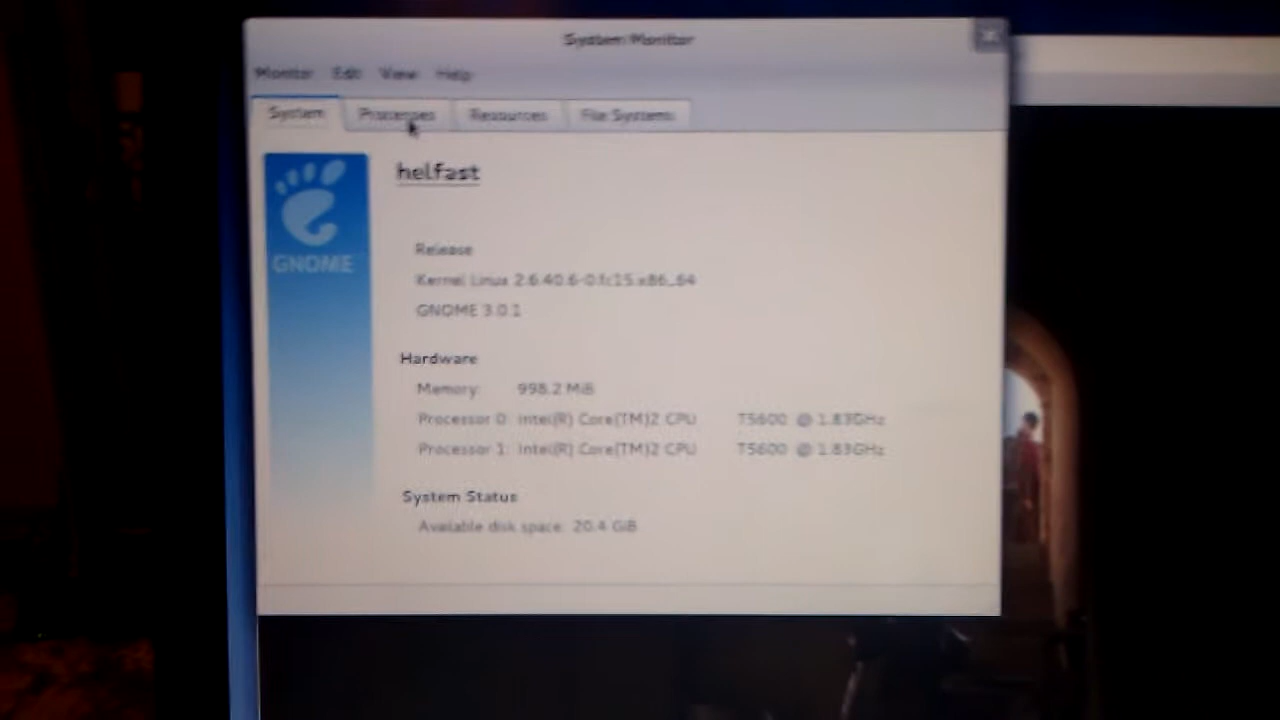 System Monitor
Monitor Edit View Help
System Processes Resources File Systems
helfast
GNOME
Release
Kernel Linux 2.6.40.6-0.fc15.x86_64
GNOME 3.0.1
Hardware
Memory: 998.2 MiB
Processor 0: Intel(R) Core(TM)2 CPU T5600 @ 1.83GHz
Processor 1: Intel(R) Core(TM)2 CPU T5600 @ 1.83GHz
System Status
Available disk space: 20.4 GiB